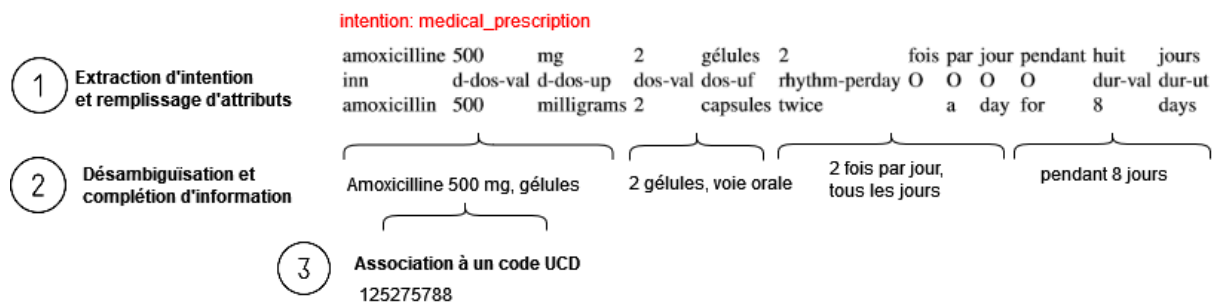 intention: medical_prescription
amoxicilline 500 mg 2 gélules 2 fois par jour pendant huit jours
1 Extraction d'intention
et remplissage d'attributs
inn d-dos-val d-dos-up dos-val dos-uf rhythm-perday O O O O dur-val dur-ut
amoxicillin 500 milligrams 2 capsules twice a day for 8 days
2 Désambiguïsation et
complétion d'information
Amoxicilline 500 mg, gélules
2 gélules, voie orale
2 fois par jour,
tous les jours
pendant 8 jours
3 Association à un code UCD
125275788